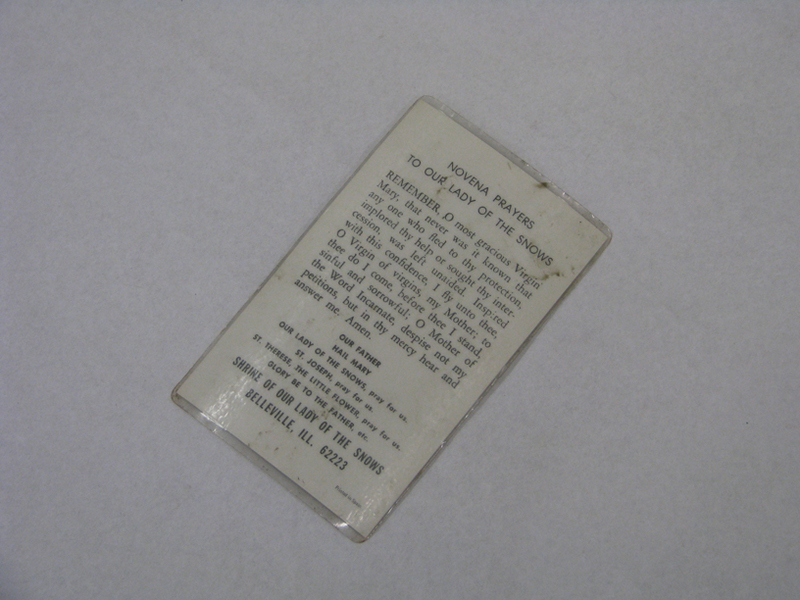 NOVENA PRAYERS
TO OUR LADY OF THE SNOWS
REMEMBER, O most gracious Virgin
Mary, that never was it known that
any one who fled to thy protection,
implored thy help or sought thy inter-
cession, was left unaided. Inspired
with this confidence, I fly unto thee,
O Virgin of virgins, my Mother; to
thee do I come, before thee I stand,
sinful and sorrowful; O Mother of
the Word Incarnate, despise not my
petitions, but in thy mercy hear and
answer me. Amen.
OUR FATHER
HAIL MARY
OUR LADY OF THE SNOWS, pray for us.
ST. JOSEPH, pray for us.
ST. THERESE, THE LITTLE FLOWER, pray for us.
GLORY BE TO THE FATHER, etc.
SHRINE OF OUR LADY OF THE SNOWS
BELLEVILLE, ILL. 62223
Printed in